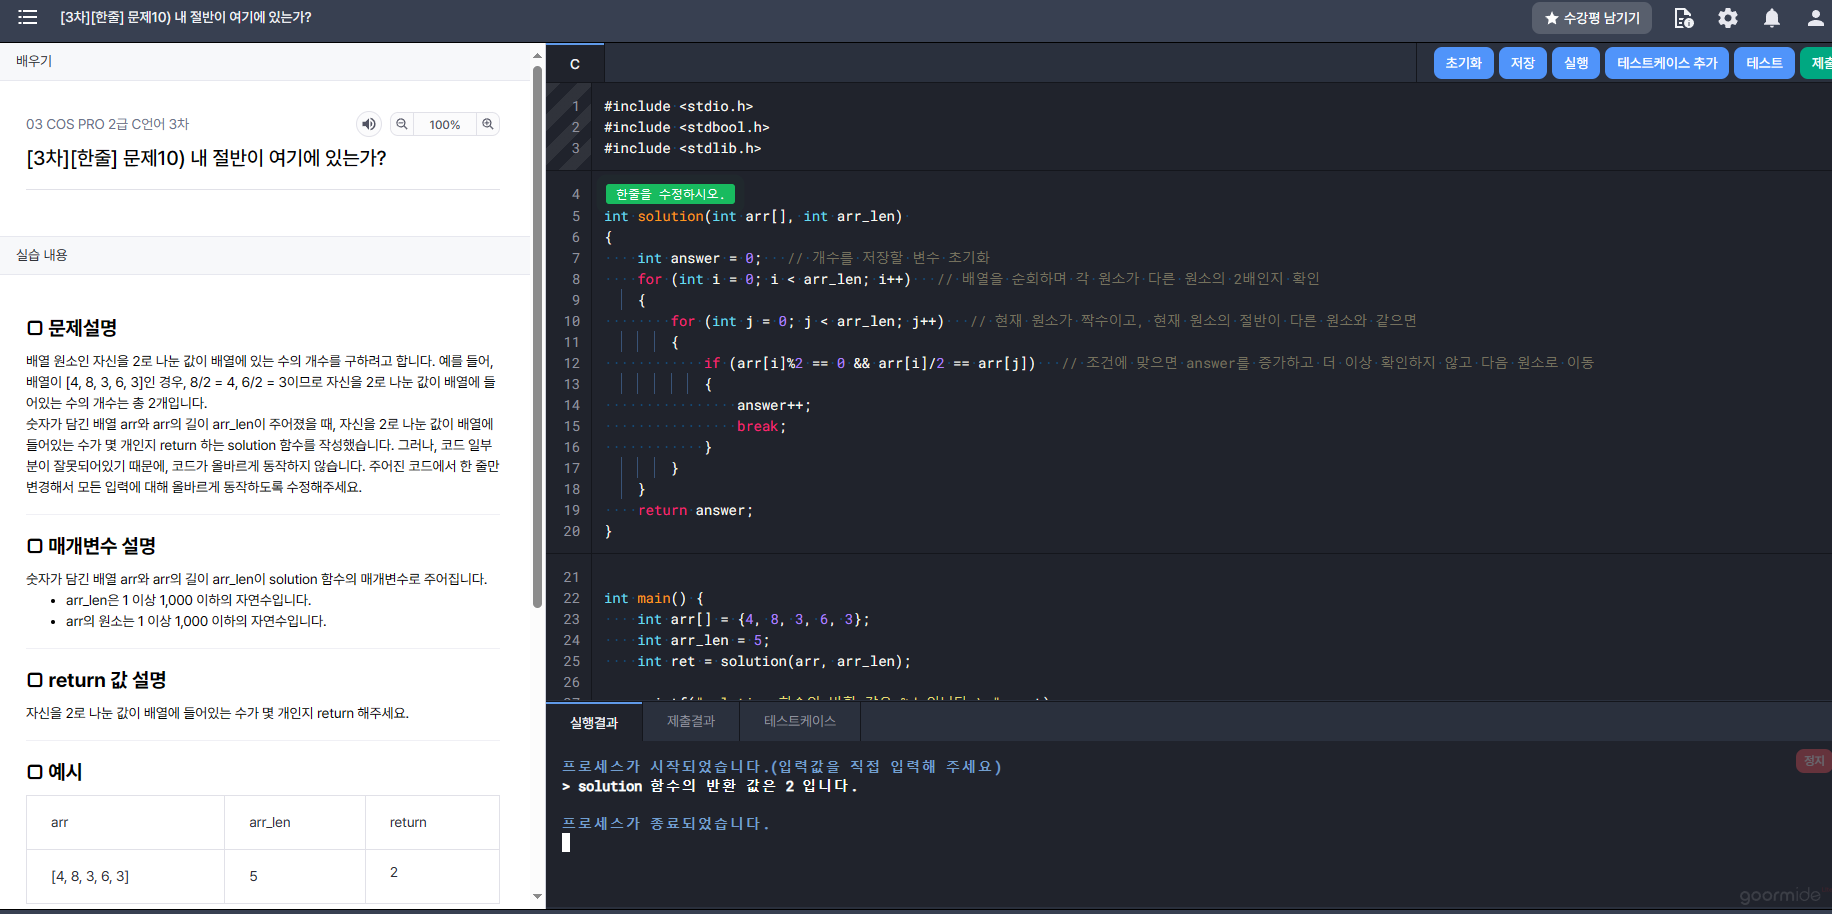 [3차][한줄] 문제10) 내 절반이 여기에 있는가?
수강평 남기기
배우기
03 COS PRO 2급 C언어 3차
100%
[3차][한줄] 문제10) 내 절반이 여기에 있는가?
실습 내용
문제설명
배열 원소인 자신을 2로 나눈 값이 배열에 있는 수의 개수를 구하려고 합니다. 예를 들어,
배열이 [4, 8, 3, 6, 3]인 경우, 8/2 = 4, 6/2 = 3이므로 자신을 2로 나눈 값이 배열에 들
어있는 수의 개수는 총 2개입니다.
숫자가 담긴 배열 arr와 arr의 길이 arr_len이 주어졌을 때, 자신을 2로 나눈 값이 배열에
들어있는 수가 몇 개인지 return 하는 solution 함수를 작성했습니다. 그러나, 코드 일부
분이 잘못되어있기 때문에, 코드가 올바르게 동작하지 않습니다. 주어진 코드에서 한 줄만
변경해서 모든 입력에 대해 올바르게 동작하도록 수정해주세요.
매개변수 설명
숫자가 담긴 배열 arr와 arr의 길이 arr_len이 solution 함수의 매개변수로 주어집니다.
• arr_len은 1 이상 1,000 이하의 자연수입니다.
• arr의 원소는 1 이상 1,000 이하의 자연수입니다.
return 값 설명
자신을 2로 나눈 값이 배열에 들어있는 수가 몇 개인지 return 해주세요.
예시
arr arr_len return
[4, 8, 3, 6, 3] 5 2
C
초기화 저장 실행 테스트케이스 추가 테스트 제출
1 #include <stdio.h>
2 #include <stdbool.h>
3 #include <stdlib.h>
4 한줄을 수정하시오.
5 int solution(int arr[], int arr_len)
6 {
7 int answer = 0; // 개수를 저장할 변수 초기화
8 for (int i = 0; i < arr_len; i++) // 배열을 순회하며 각 원소가 다른 원소의 2배인지 확인
9 {
10 for (int j = 0; j < arr_len; j++) // 현재 원소가 짝수이고, 현재 원소의 절반이 다른 원소와 같으면
11 {
12 if (arr[i]%2 == 0 && arr[i]/2 == arr[j]) // 조건에 맞으면 answer를 증가하고 더 이상 확인하지 않고 다음 원소로 이동
13 {
14 answer++;
15 break;
16 }
17 }
18 }
19 return answer;
20 }
21
22 int main() {
23 int arr[] = {4, 8, 3, 6, 3};
24 int arr_len = 5;
25 int ret = solution(arr, arr_len);
26
실행결과 제출결과 테스트케이스
프로세스가 시작되었습니다.(입력값을 직접 입력해 주세요)
정지
> solution 함수의 반환 값은 2 입니다.
프로세스가 종료되었습니다.
goormide